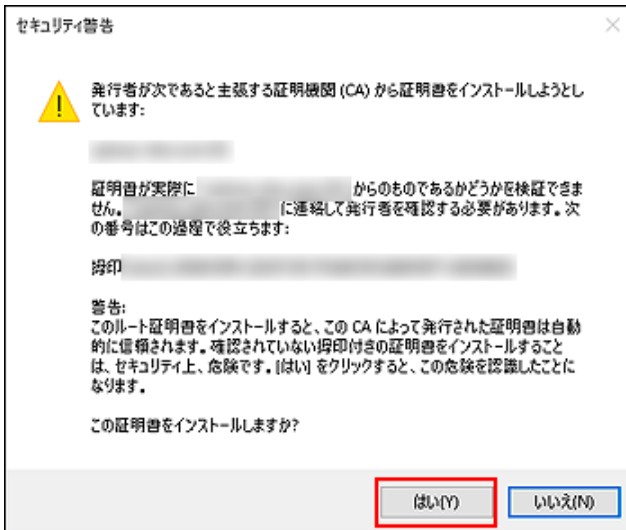 セキュリティ警告
発行者が次であると主張する証明機関 (CA) から証明書をインストールしようとし
ています:
証明書が実際に からのものであるかどうかを検証できま
せん。 に連絡して発行者を確認する必要があります。次
の番号はこの過程で役立ちます:
拇印
警告:
このルート証明書をインストールすると、この CA によって発行された証明書は自動
的に信頼されます。確認されていない拇印付きの証明書をインストールすること
は、セキュリティ上、危険です。[はい] をクリックすると、この危険を認識したことに
なります。
この証明書をインストールしますか?
はい(Y)
いいえ(N)